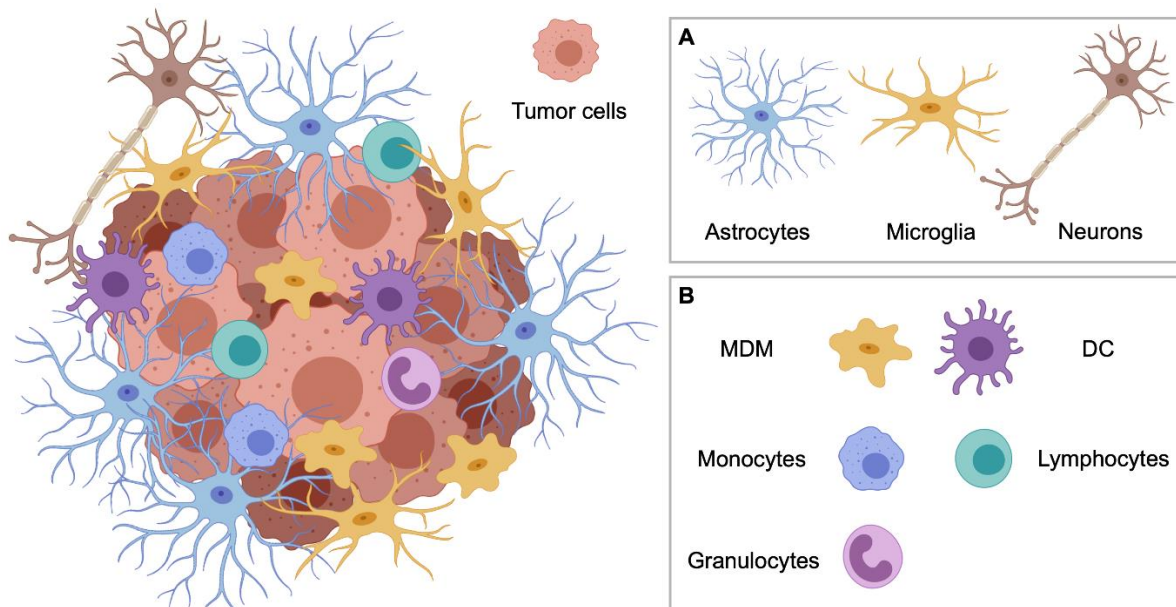 Tumor cells
A
Astrocytes
Microglia
Neurons
B
MDM
DC
Monocytes
Lymphocytes
Granulocytes